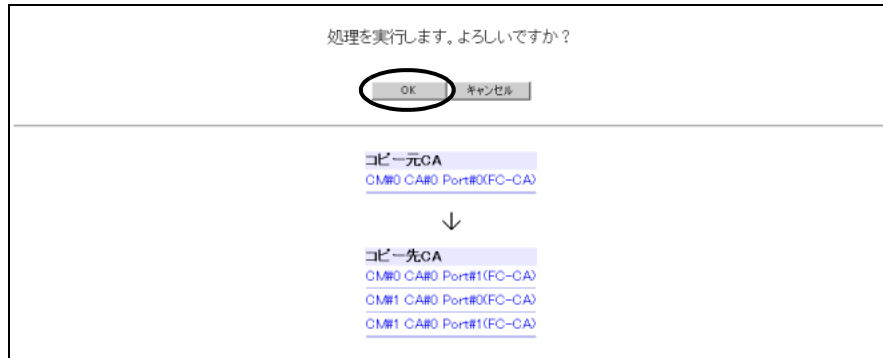 処理を実行します。よろしいですか？
OK キャンセル
コピー元CA
CM#0 CA#0 Port#0(FC-CA)
↓
コピー先CA
CM#0 CA#0 Port#1(FC-CA)
CM#1 CA#0 Port#0(FC-CA)
CM#1 CA#0 Port#1(FC-CA)